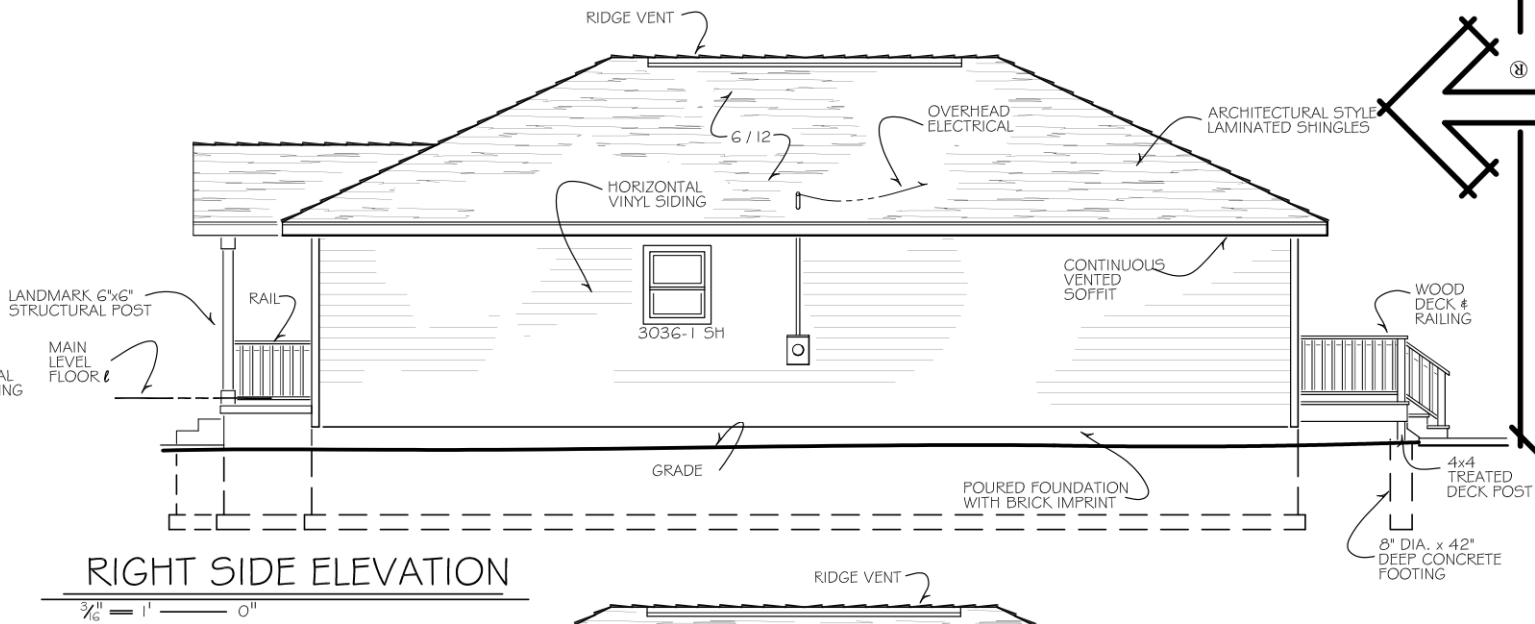 RIDGE VENT
OVERHEAD
ELECTRICAL
ARCHITECTURAL STYLE
LAMINATED SHINGLES
®
6 / 12
HORIZONTAL
VINYL SIDING
CONTINUOUS
VENTED
SOFFIT
LANDMARK 6"x6"
STRUCTURAL POST
RAIL
WOOD
DECK &
RAILING
3036-1 SH
MAIN
LEVEL
FLOOR
GRADE
POURED FOUNDATION
WITH BRICK IMPRINT
4x4
TREATED
DECK POST
8" DIA. x 42"
DEEP CONCRETE
FOOTING
RIGHT SIDE ELEVATION
3/16" = 1' — 0"
RIDGE VENT